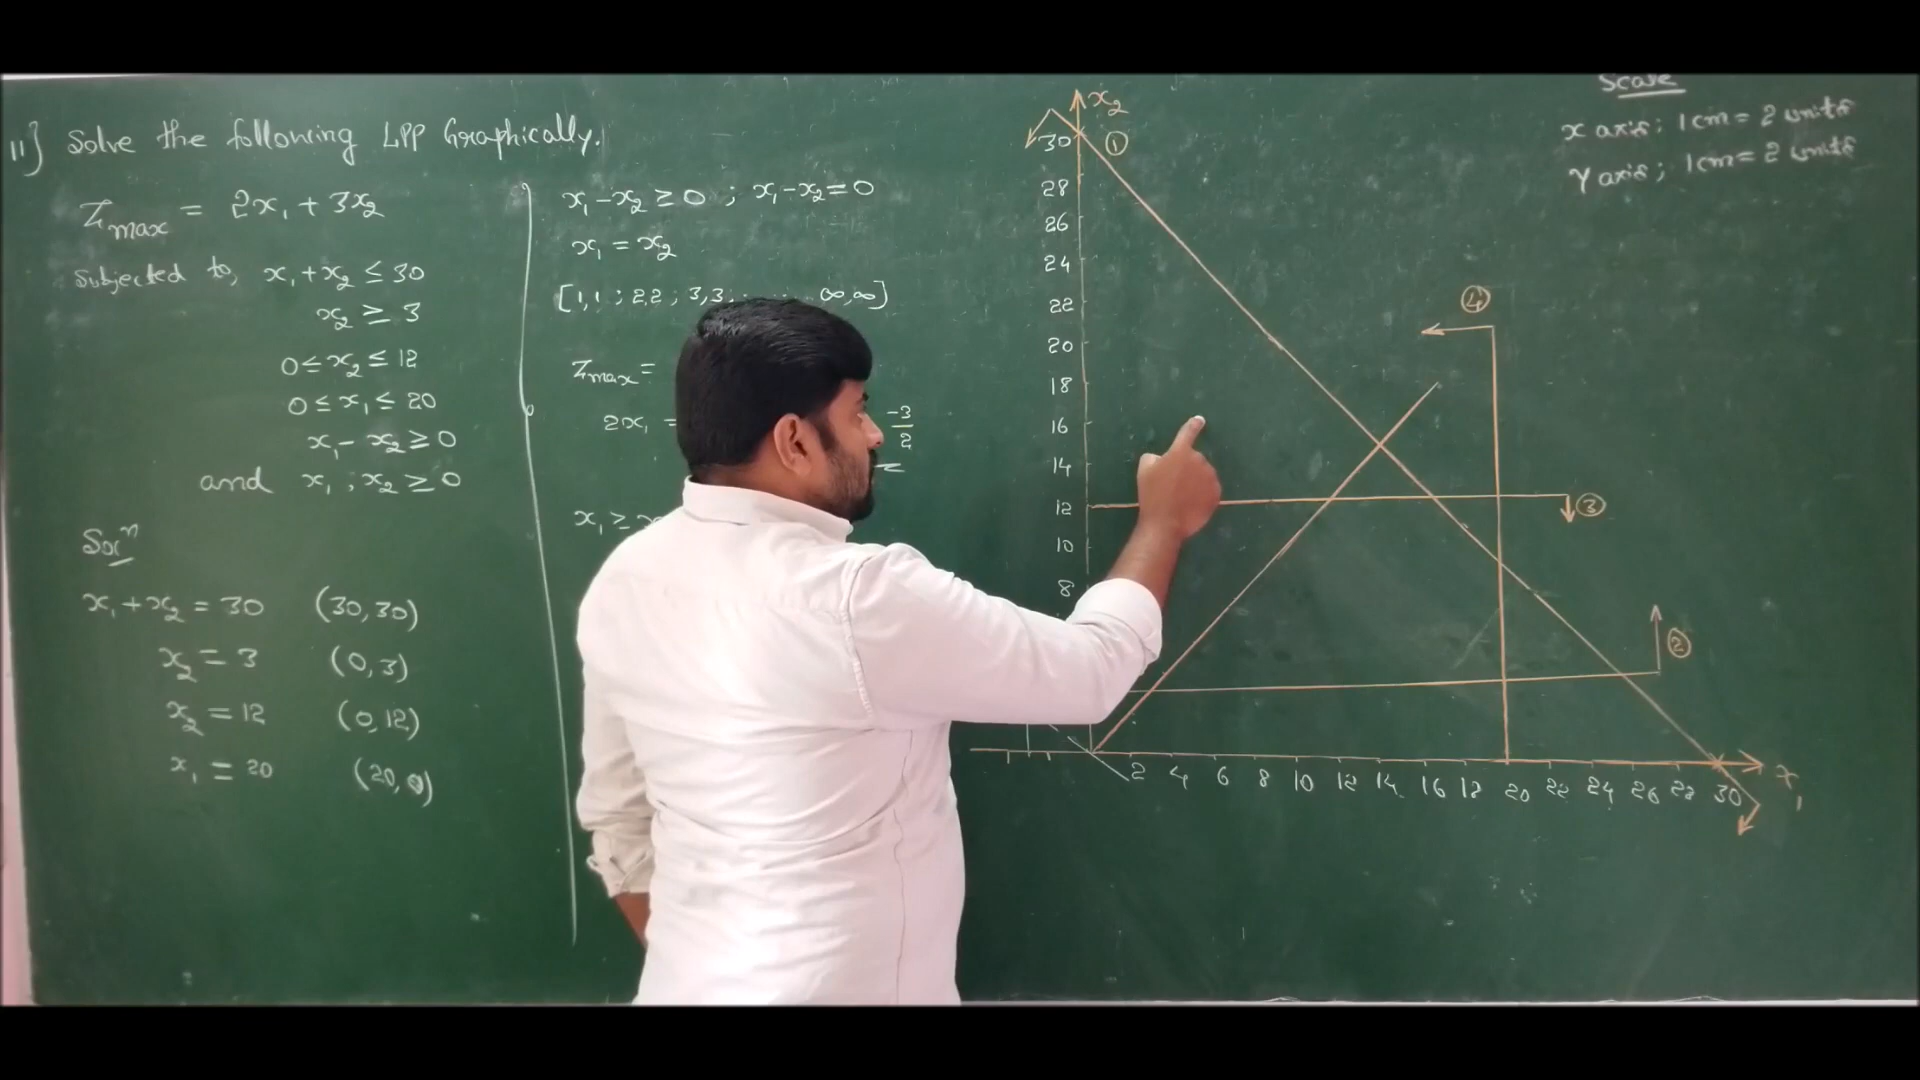 11] Solve the following LPP Graphically.
Zmax = 2x₁ + 3x₂
Subjected to, x₁ + x₂ ≤ 30
x₂ ≥ 3
0 ≤ x₂ ≤ 12
0 ≤ x₁ ≤ 20
x₁ - x₂ ≥ 0
and x₁ ; x₂ ≥ 0
Solⁿ
x₁ + x₂ = 30 (30, 30)
x₂ = 3 (0, 3)
x₂ = 12 (0, 12)
x₁ = 20 (20, 0)
x₁ - x₂ ≥ 0 ; x₁ - x₂ = 0
x₁ = x₂
[1,1 ; 2,2 ; 3,3; ∞,∞]
Zmax =
2x₁ = -3/2
x₁ ≥
Scale
x axis; 1cm = 2 units
Y axis; 1cm = 2 units
x₂
30 ①
28
26
24
22 ④
20
18
16
14
12 ③
10
8
②
2 4 6 8 10 12 14 16 18 20 22 24 26 28 30 x₁